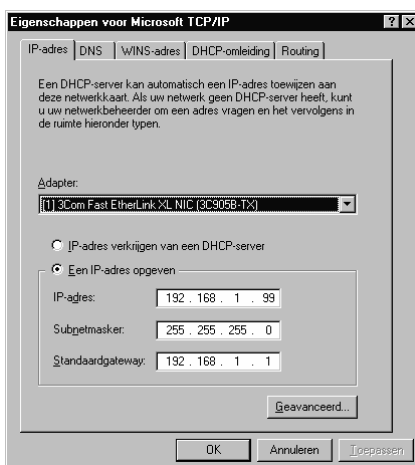 Eigenschappen voor Microsoft TCP/IP
IP-adres DNS WINS-adres DHCP-omleiding Routing
Een DHCP-server kan automatisch een IP-adres toewijzen aan
deze netwerkkaart. Als uw netwerk geen DHCP-server heeft, kunt
u uw netwerkbeheerder om een adres vragen en het vervolgens in
de ruimte hieronder typen.
Adapter:
[1] 3Com Fast EtherLink XL NIC (3C905B-TX)
IP-adres verkrijgen van een DHCP-server
Een IP-adres opgeven
IP-adres: 192 . 168 . 1 . 99
Subnetmasker: 255 . 255 . 255 . 0
Standaardgateway: 192 . 168 . 1 . 1
Geavanceerd...
OK Annuleren Toepassen